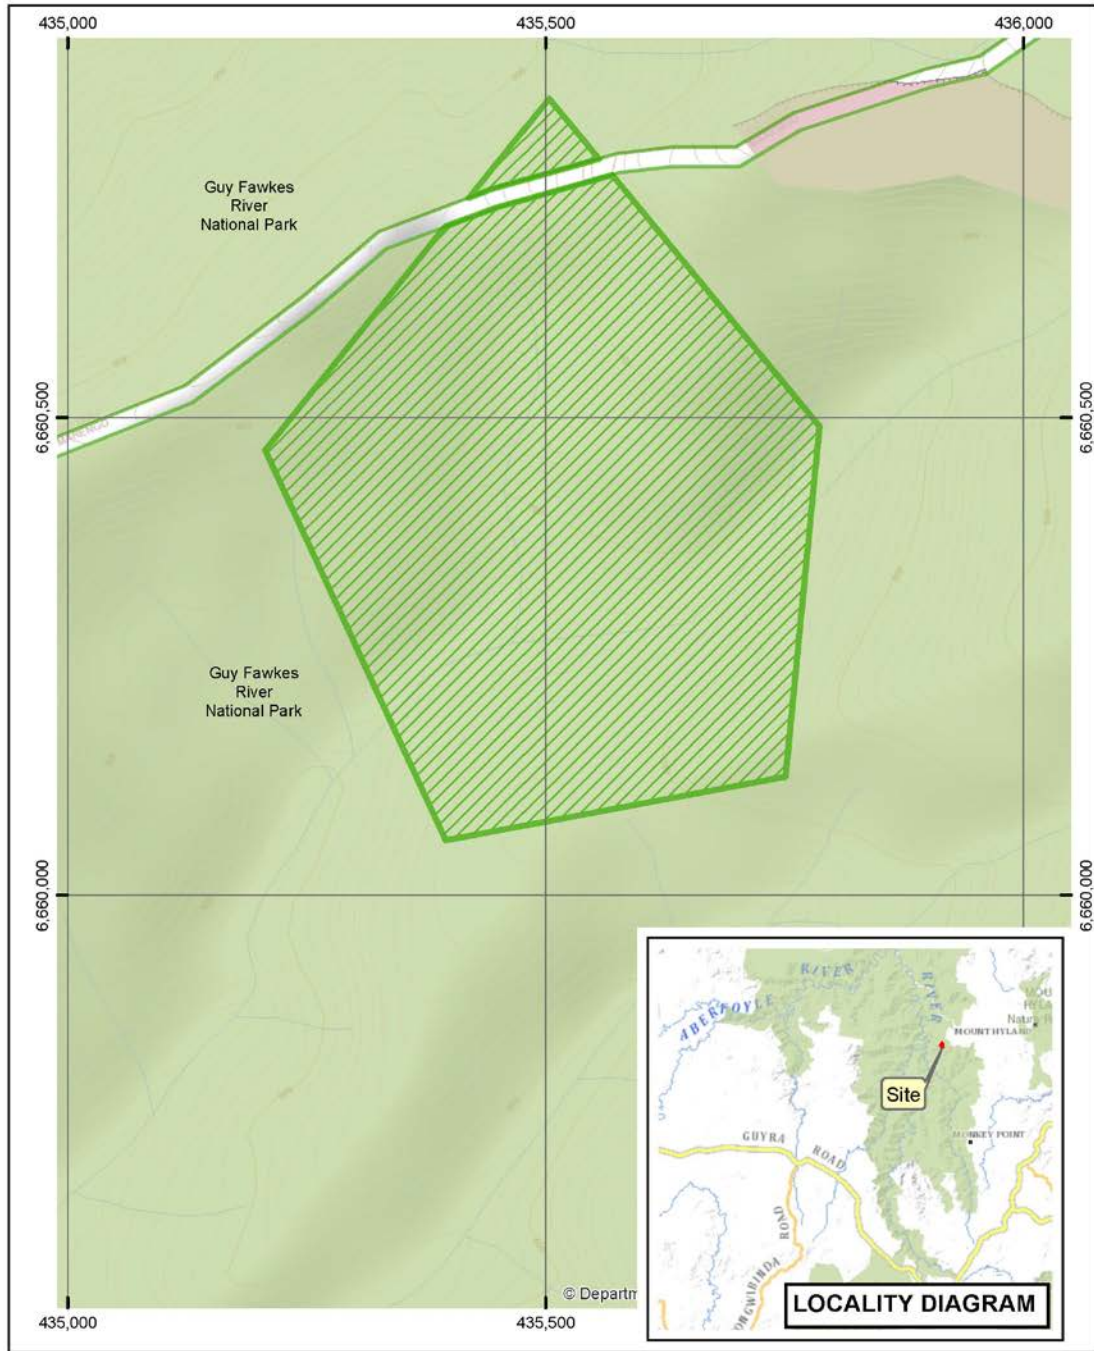 435,000
435,500
436,000
Guy Fawkes
River
National Park
6,660,500
6,660,500
MARENGO
Guy Fawkes
River
National Park
6,660,000
6,660,000
ABERFOYLE
RIVER
RIVER
MOUNT HYLAND
Site
MONKEY POINT
GUYRA
ROAD
ROAD
LOCALITY DIAGRAM
© Departm
435,000
435,500